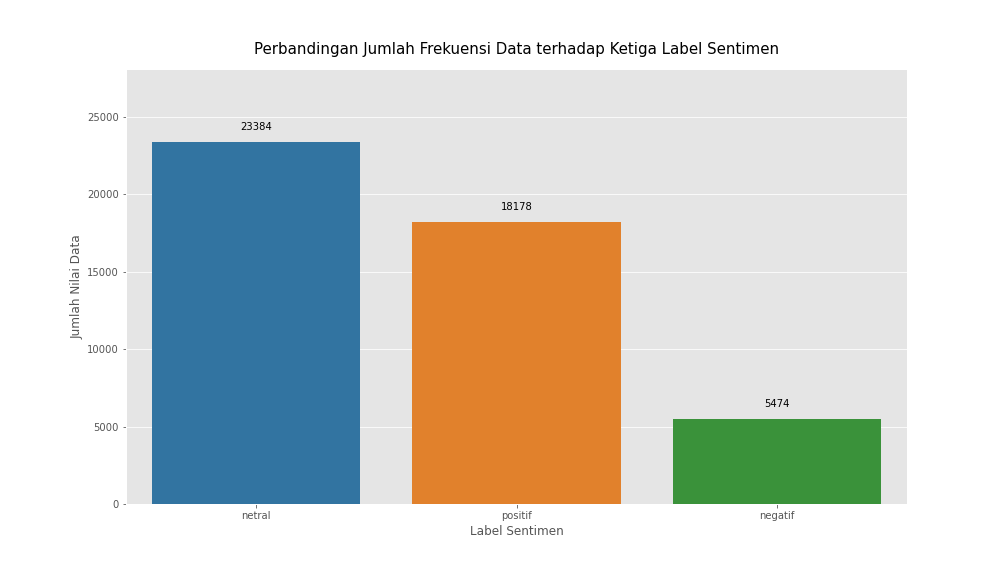 Perbandingan Jumlah Frekuensi Data terhadap Ketiga Label Sentimen
Jumlah Nilai Data
25000
20000
15000
10000
5000
0
23384
18178
5474
netral
positif
negatif
Label Sentimen